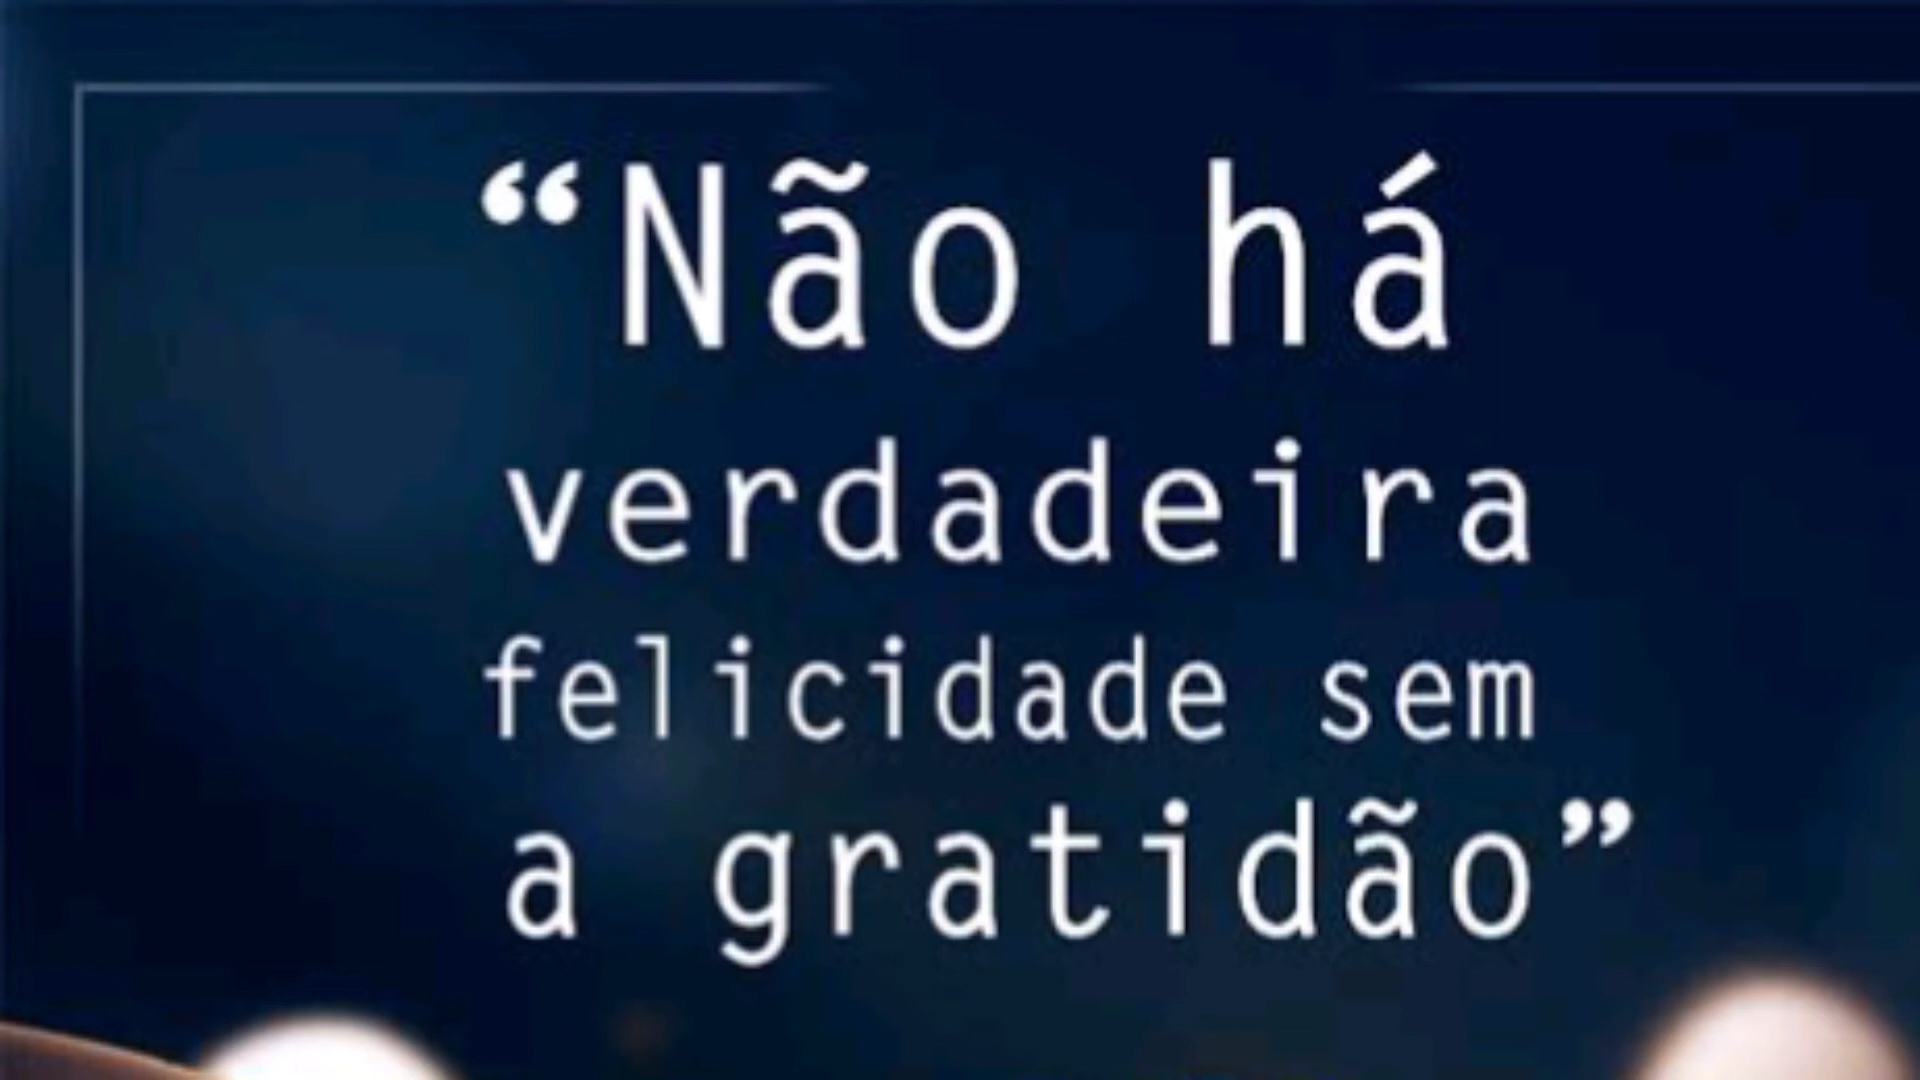 “Não há
verdadeira
felicidade sem
a gratidão”